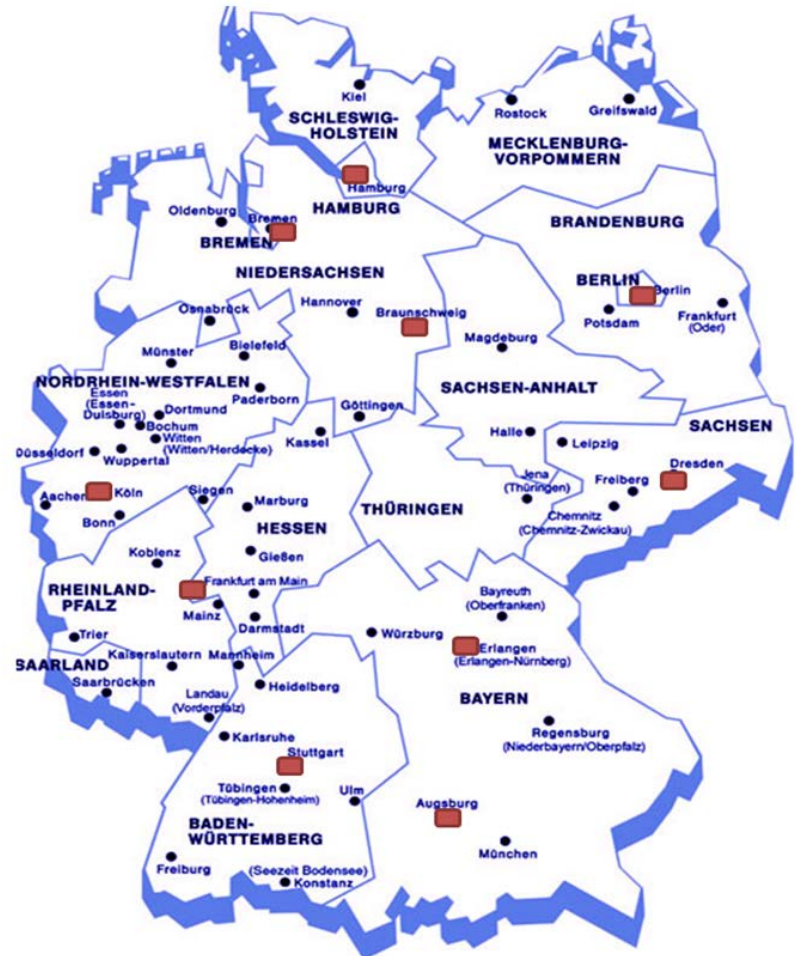 Kiel
SCHLESWIG-
HOLSTEIN
Rostock
Greifswald
MECKLENBURG-
VORPOMMERN
Hamburg
HAMBURG
Oldenburg
Bremen
BREMEN
BRANDENBURG
NIEDERSACHSEN
BERLIN
Berlin
Potsdam
Frankfurt
(Oder)
Osnabrück
Hannover
Braunschweig
Magdeburg
Münster
Bielefeld
NORDRHEIN-WESTFALEN
Paderborn
SACHSEN-ANHALT
Essen
(Essen-
Duisburg)
Dortmund
Bochum
Witten
(Witten/Herdecke)
Düsseldorf
Wuppertal
Göttingen
Kassel
Halle
Leipzig
SACHSEN
Dresden
Freiberg
Chemnitz
(Chemnitz-Zwickau)
Jena
(Thüringen)
Aachen
Köln
Bonn
Siegen
Marburg
HESSEN
THÜRINGEN
Gießen
Koblenz
RHEINLAND-
PFALZ
Frankfurt am Main
Mainz
Darmstadt
Bayreuth
(Oberfranken)
Trier
Würzburg
Erlangen
(Erlangen-Nürnberg)
SAARLAND
Kaiserslautern
Mannheim
Saarbrücken
Landau
(Vorderpfalz)
Heidelberg
BAYERN
Karlsruhe
Stuttgart
Regensburg
(Niederbayern/Oberpfalz)
Tübingen
(Tübingen-Hohenheim)
Ulm
Augsburg
BADEN-
WÜRTTEMBERG
München
Freiburg
(Seezeit Bodensee)
Konstanz